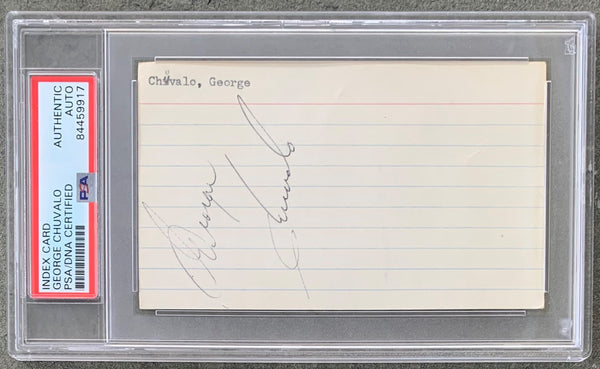 INDEX CARD
GEORGE CHUVALO
PSA/DNA CERTIFIED
AUTHENTIC
AUTO
84459917
PSA
Chuvalo, George
George
Chuvalo